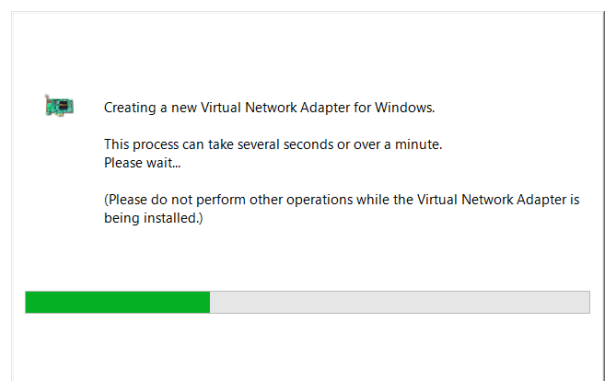 Creating a new Virtual Network Adapter for Windows.
This process can take several seconds or over a minute.
Please wait...
(Please do not perform other operations while the Virtual Network Adapter is
being installed.)